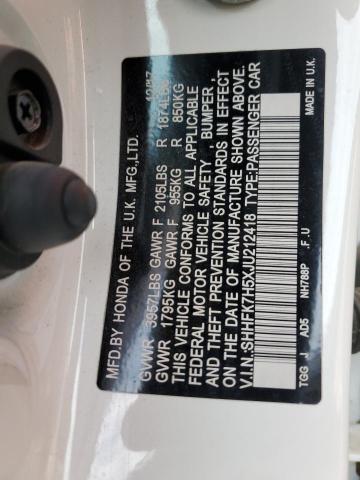 MFD.BY HONDA OF THE U.K. MFG.,LTD. 12/17
GVWR 3957LBS GAWR F 2105LBS R 1874LBS
GVWR 1795KG GAWR F 955KG R 850KG
THIS VEHICLE CONFORMS TO ALL APPLICABLE
FEDERAL MOTOR VEHICLE SAFETY , BUMPER ,
AND THEFT PREVENTION STANDARDS IN EFFECT
ON THE DATE OF MANUFACTURE SHOWN ABOVE.
V.I.N.:SHHFK7H5XJU212418 TYPE:PASSENGER CAR
NH788P .F.U MADE IN U.K.
TGG J AD5